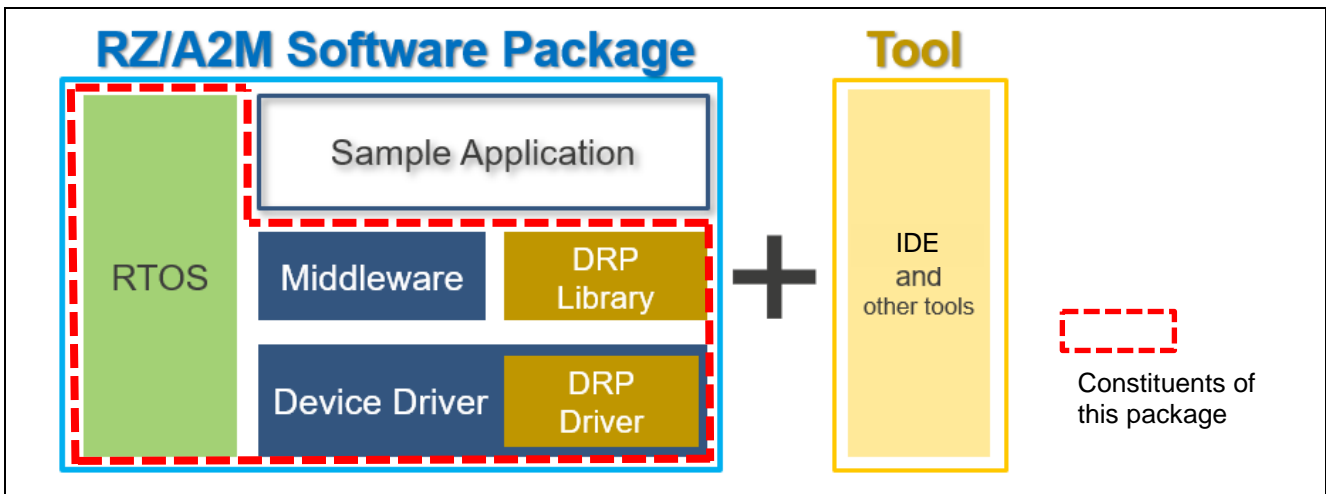 RZ/A2M Software Package
Tool
RTOS
Sample Application
Middleware
DRP
Library
Device Driver
DRP
Driver
+
IDE
and
other tools
Constituents of
this package